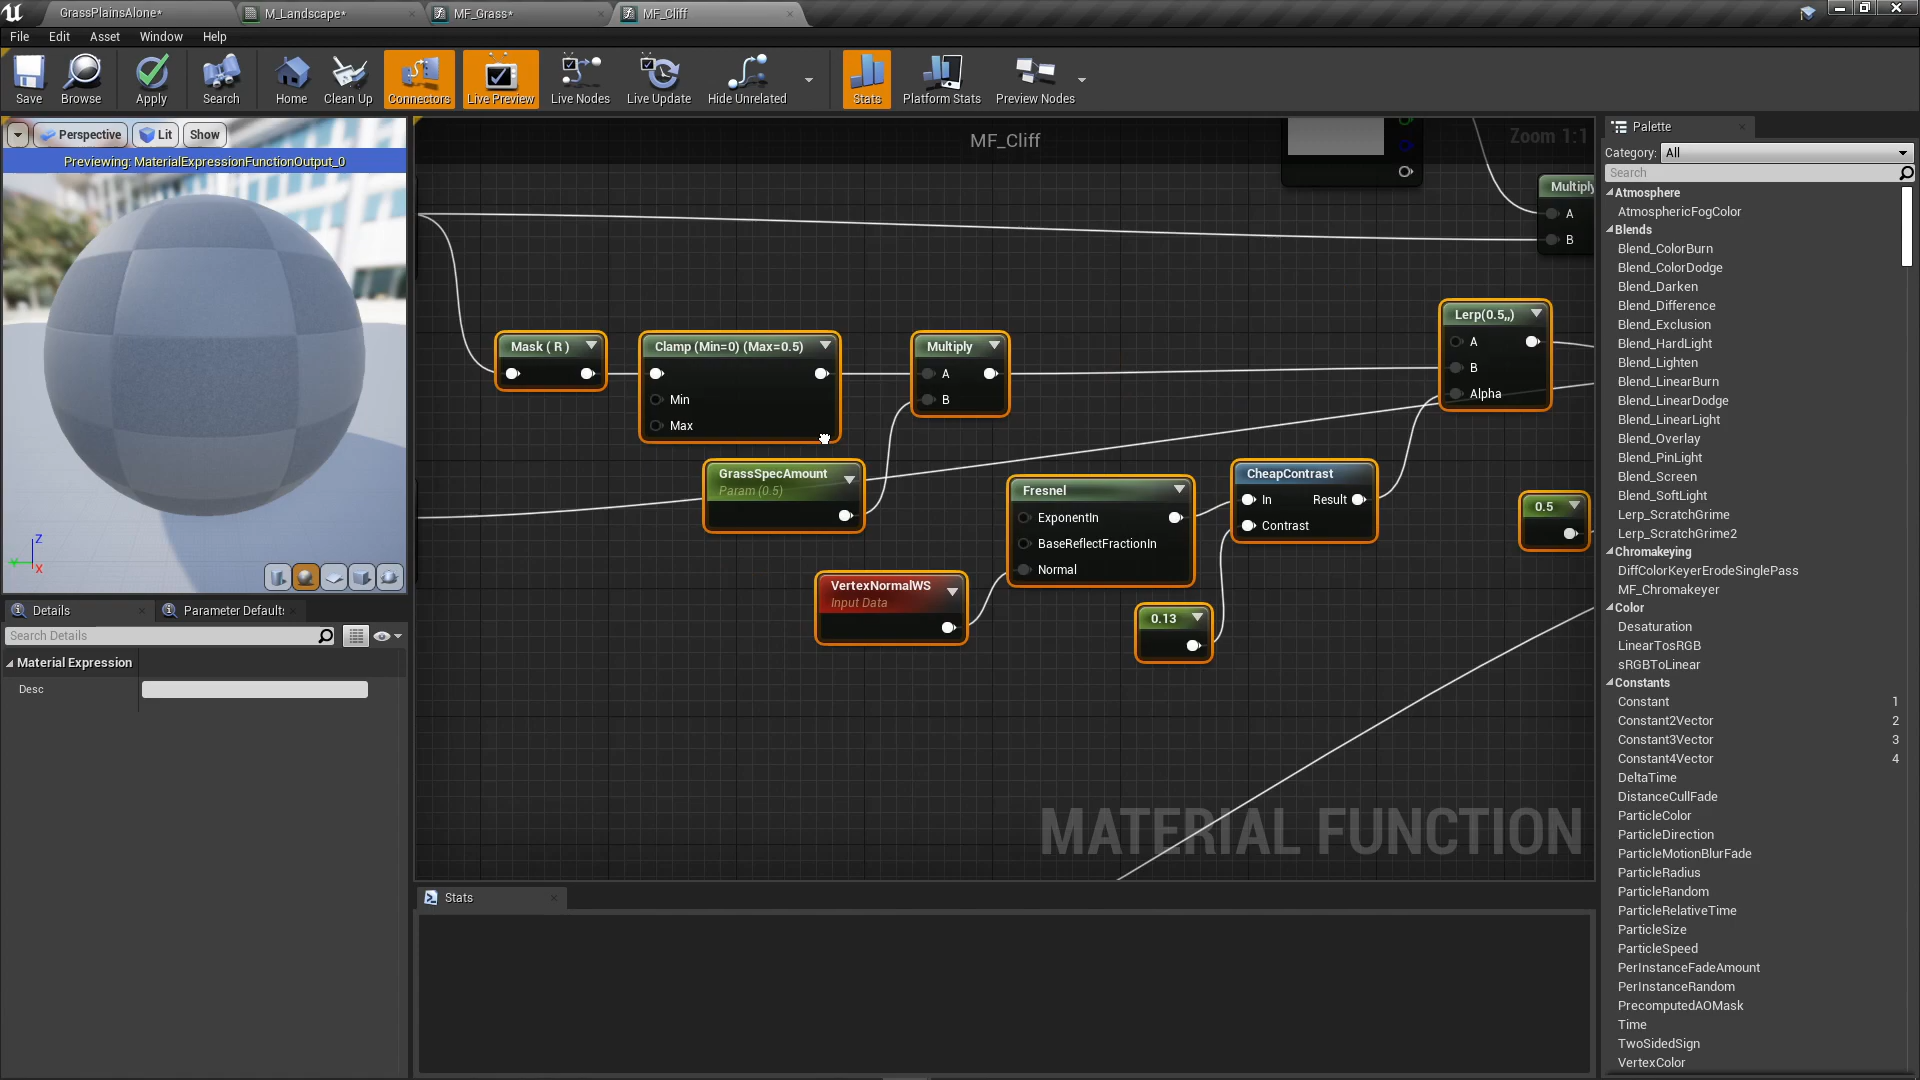 GrassPlainsAlone*
M_Landscape*
MF_Grass*
MF_Cliff
File Edit Asset Window Help
Save Browse Apply Search Home Clean Up Connectors Live Preview Live Nodes Live Update Hide Unrelated Stats Platform Stats Preview Nodes
Perspective Lit Show
Previewing: MaterialExpressionFunctionOutput_0
Z
Y
X
Details
Parameter Defaults
Search Details
Material Expression
Desc
MF_Cliff
Zoom 1:1
Multiply
A
B
Mask ( R )
Clamp (Min=0) (Max=0.5)
Min
Max
Multiply
A
B
Lerp(0.5,,)
A
B
Alpha
GrassSpecAmount
Param (0.5)
Fresnel
ExponentIn
BaseReflectFractionIn
Normal
CheapContrast
In Result
Contrast
0.5
VertexNormalWS
Input Data
0.13
MATERIAL FUNCTION
Stats
Palette
Category: All
Search
Atmosphere
AtmosphericFogColor
Blends
Blend_ColorBurn
Blend_ColorDodge
Blend_Darken
Blend_Difference
Blend_Exclusion
Blend_HardLight
Blend_Lighten
Blend_LinearBurn
Blend_LinearDodge
Blend_LinearLight
Blend_Overlay
Blend_PinLight
Blend_Screen
Blend_SoftLight
Lerp_ScratchGrime
Lerp_ScratchGrime2
Chromakeying
DiffColorKeyerErodeSinglePass
MF_Chromakeyer
Color
Desaturation
LinearTosRGB
sRGBToLinear
Constants
Constant 1
Constant2Vector 2
Constant3Vector 3
Constant4Vector 4
DeltaTime
DistanceCullFade
ParticleColor
ParticleDirection
ParticleMotionBlurFade
ParticleRadius
ParticleRandom
ParticleRelativeTime
ParticleSize
ParticleSpeed
PerInstanceFadeAmount
PerInstanceRandom
PrecomputedAOMask
Time
TwoSidedSign
VertexColor